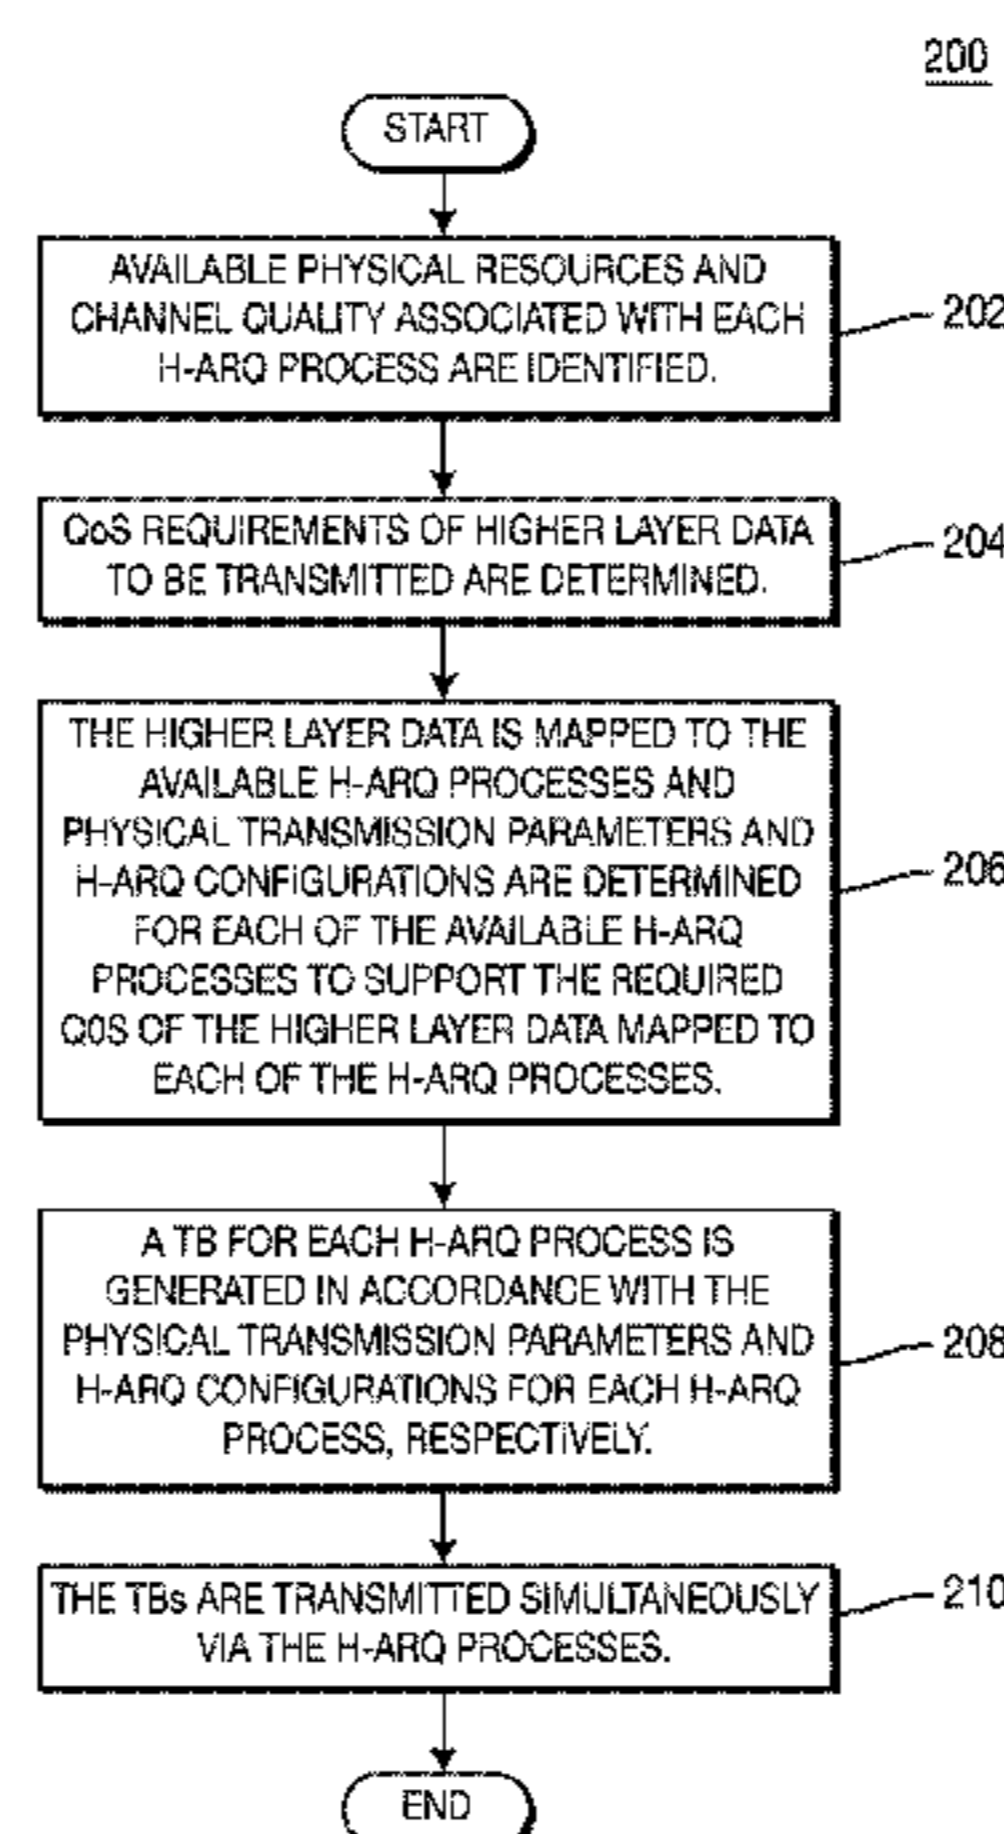 200
START
AVAILABLE PHYSICAL RESOURCES AND
CHANNEL QUALITY ASSOCIATED WITH EACH
H-ARQ PROCESS ARE IDENTIFIED.
202
QoS REQUIREMENTS OF HIGHER LAYER DATA
TO BE TRANSMITTED ARE DETERMINED.
204
THE HIGHER LAYER DATA IS MAPPED TO THE
AVAILABLE H-ARQ PROCESSES AND
PHYSICAL TRANSMISSION PARAMETERS AND
H-ARQ CONFIGURATIONS ARE DETERMINED
FOR EACH OF THE AVAILABLE H-ARQ
PROCESSES TO SUPPORT THE REQUIRED
QOS OF THE HIGHER LAYER DATA MAPPED TO
EACH OF THE H-ARQ PROCESSES.
206
A TB FOR EACH H-ARQ PROCESS IS
GENERATED IN ACCORDANCE WITH THE
PHYSICAL TRANSMISSION PARAMETERS AND
H-ARQ CONFIGURATIONS FOR EACH H-ARQ
PROCESS, RESPECTIVELY.
208
THE TBs ARE TRANSMITTED SIMULTANEOUSLY
VIA THE H-ARQ PROCESSES.
210
END